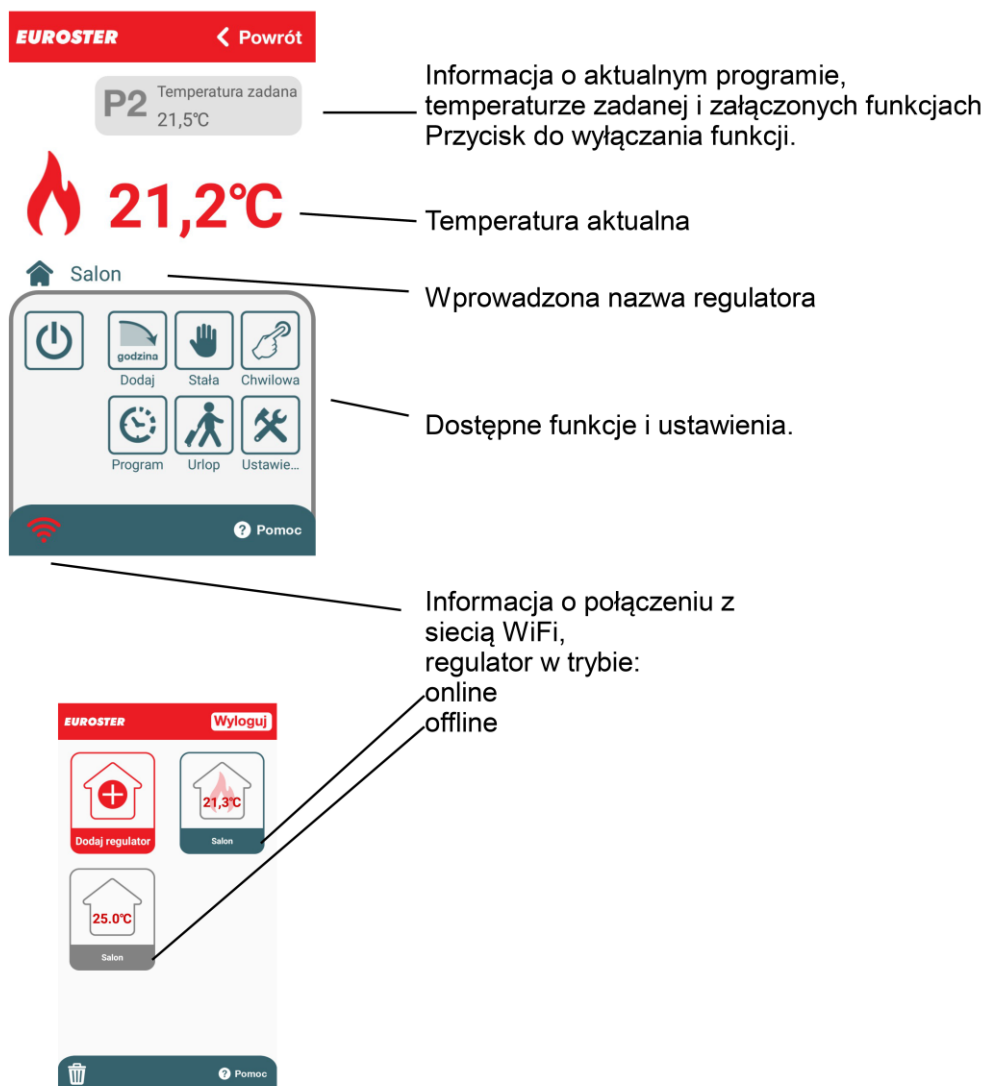 EUROSTER
Powrót
P2
Temperatura zadana
21,5°C
Informacja o aktualnym programie,
temperaturze zadanej i załączonych funkcjach
Przycisk do wyłączania funkcji.
21,2°C
Temperatura aktualna
Salon
Wprowadzona nazwa regulatora
godzina
Dodaj
Stała
Chwilowa
Program
Urlop
Ustawie...
Dostępne funkcje i ustawienia.
? Pomoc
Informacja o połączeniu z
siecią WiFi,
regulator w trybie:
online
offline
EUROSTER
Wyloguj
21,3°C
Dodaj regulator
Salon
25.0°C
Salon
? Pomoc